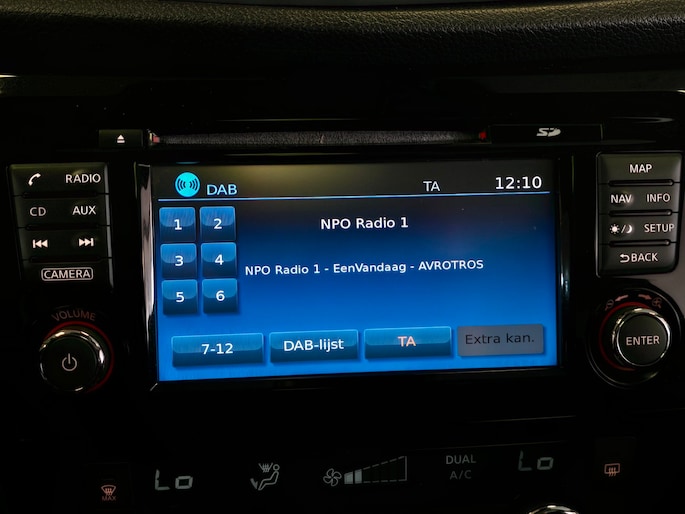 SD
RADIO
CD AUX
CAMERA
VOLUME
DAB TA 12:10
1 2
3 4
5 6
NPO Radio 1
NPO Radio 1 - EenVandaag - AVROTROS
7-12 DAB-lijst TA Extra kan.
MAP
NAV INFO
SETUP
BACK
ENTER
MAX
Lo
DUAL
A/C
Lo